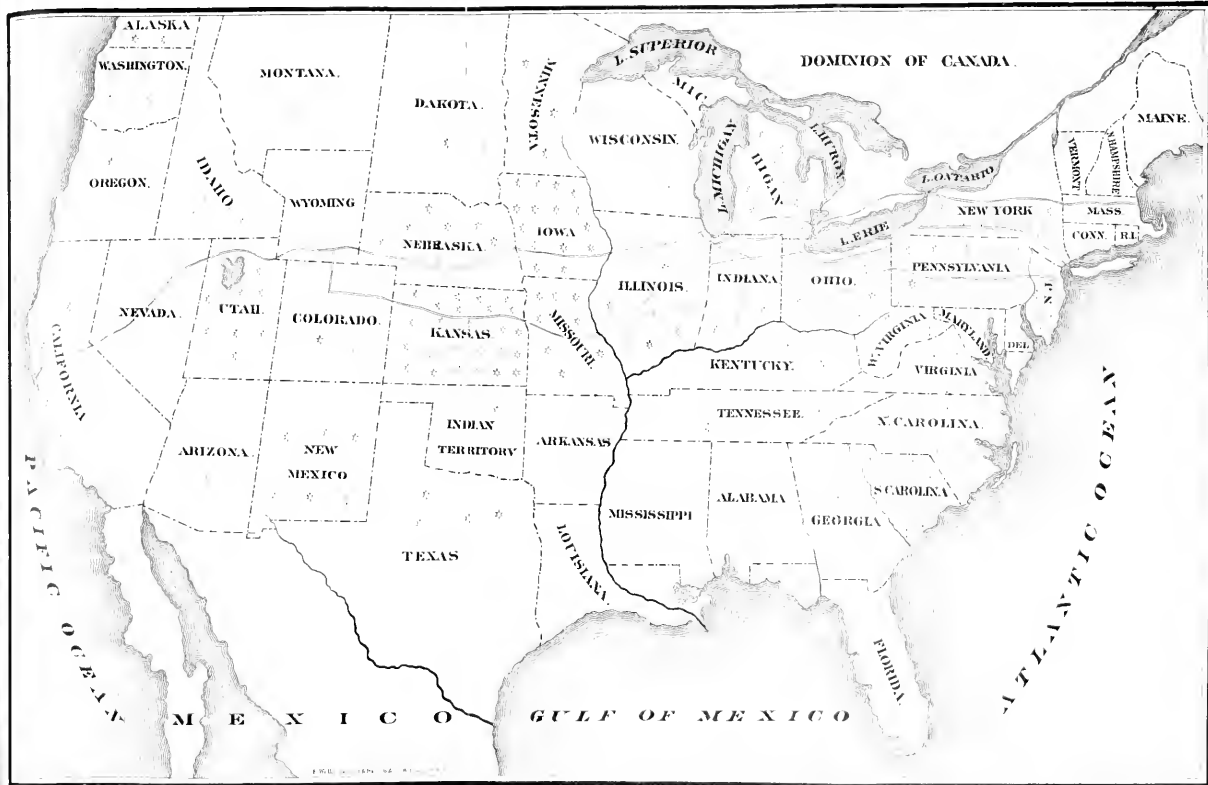 ALASKA
WASHINGTON.
OREGON.
IDAHO
MONTANA.
WYOMING
DAKOTA.
MINNESOTA
NEBRASKA.
IOWA
WISCONSIN.
L. SUPERIOR
MICHIGAN
L. MICHIGAN
L. HURON
DOMINION OF CANADA.
L. ONTARIO
L. ERIE
MAINE.
VERMONT
N. HAMPSHIRE
MASS.
CONN.
R.I.
NEW YORK
PENNSYLVANIA
N. J.
CALIFORNIA
NEVADA.
UTAH.
COLORADO.
KANSAS.
MISSOURI.
ILLINOIS.
INDIANA
OHIO.
W. VIRGINIA
MARYLAND
DEL
VIRGINIA
KENTUCKY.
TENNESSEE.
N. CAROLINA.
S CAROLINA
ARIZONA.
NEW
MEXICO
INDIAN
TERRITORY
ARKANSAS
TEXAS
LOUISIANA.
MISSISSIPPI
ALABAMA
GEORGIA
FLORIDA
PACIFIC OCEAN
MEXICO
GULF OF MEXICO
ATLANTIC OCEAN